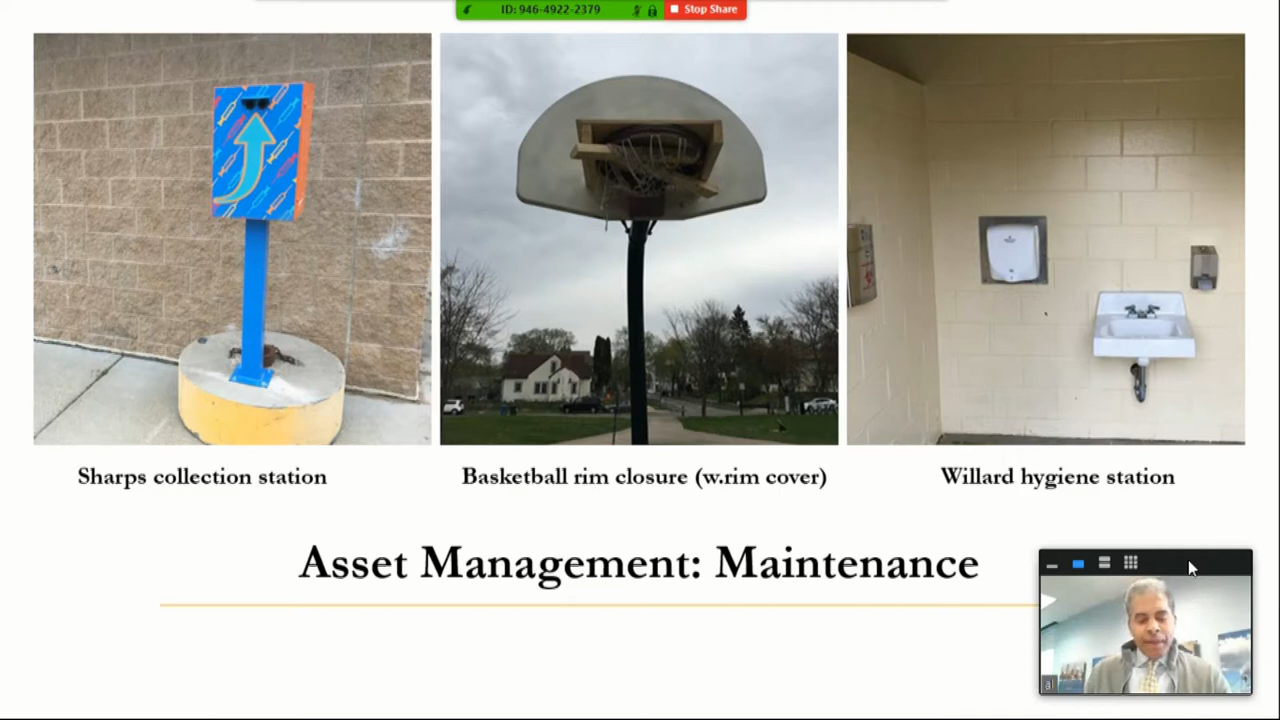 ID: 946-4922-2379
Stop Share
Sharps collection station
Basketball rim closure (w.rim cover)
Willard hygiene station
Asset Management: Maintenance
al